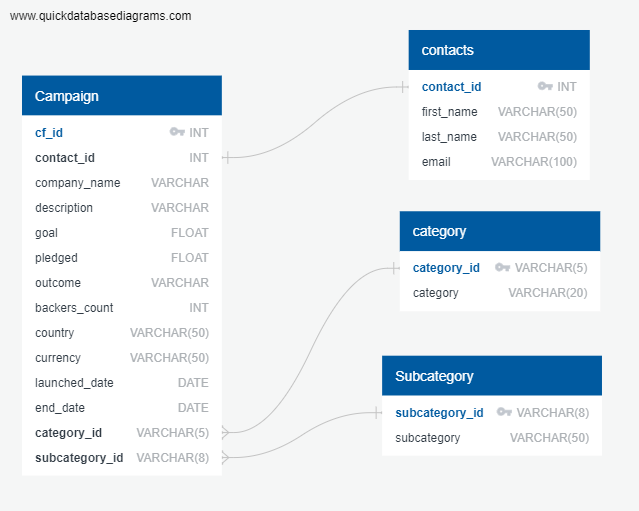 www.quickdatabasediagrams.com
Campaign
cf_id INT
contact_id INT
company_name VARCHAR
description VARCHAR
goal FLOAT
pledged FLOAT
outcome VARCHAR
backers_count INT
country VARCHAR(50)
currency VARCHAR(50)
launched_date DATE
end_date DATE
category_id VARCHAR(5)
subcategory_id VARCHAR(8)
contacts
contact_id INT
first_name VARCHAR(50)
last_name VARCHAR(50)
email VARCHAR(100)
category
category_id VARCHAR(5)
category VARCHAR(20)
Subcategory
subcategory_id VARCHAR(8)
subcategory VARCHAR(50)